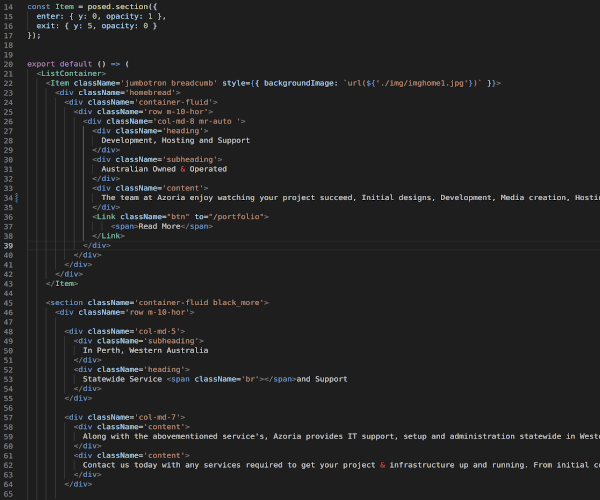 14 const Item = posed.section({
15   enter: { y: 0, opacity: 1 },
16   exit: { y: 5, opacity: 0 }
17 });
18
19
20 export default () => (
21   <ListContainer>
22     <Item className='jumbotron breadcumb' style={{ backgroundImage: `url(${'./img/imghome1.jpg'})` }}>
23       <div className='homebread'>
24         <div className='container-fluid'>
25           <div className='row m-10-hor'>
26             <div className='col-md-8 mr-auto '>
27               <div className='heading'>
28                 Development, Hosting and Support
29               </div>
30               <div className='subheading'>
31                 Australian Owned & Operated
32               </div>
33               <div className='content'>
34                 The team at Azoria enjoy watching your project succeed, Initial designs, Development, Media creation, Hostin
35               </div>
36               <Link className="btn" to="/portfolio">
37                   <span>Read More</span>
38               </Link>
39             </div>
40           </div>
41         </div>
42       </div>
43     </Item>
44
45     <section className='container-fluid black_more'>
46       <div className='row m-10-hor'>
47
48         <div className='col-md-5'>
49           <div className='subheading'>
50             In Perth, Western Australia
51           </div>
52           <div className='heading'>
53             Statewide Service <span className='br'></span>and Support
54           </div>
55         </div>
56
57         <div className='col-md-7'>
58           <div className='content'>
59             Along with the abovementioned service's, Azoria provides IT support, setup and administration statewide in West
60           </div>
61           <div className='content'>
62             Contact us today with any services required to get your project & infrastructure up and running. From initial co
63           </div>
64         </div>
65